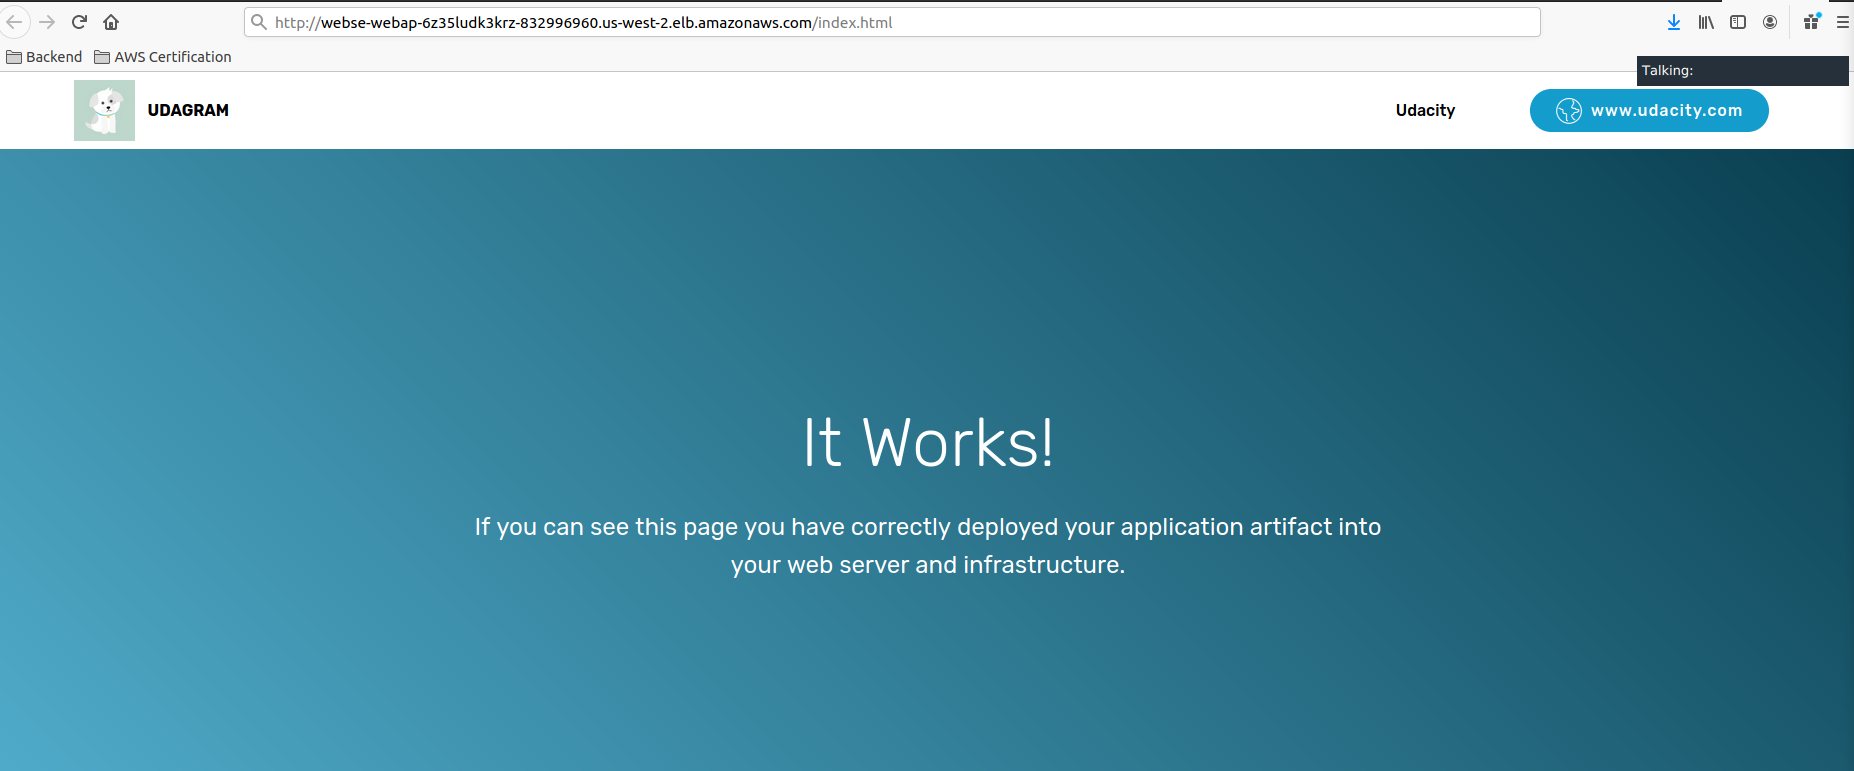 http://webse-webap-6z35ludk3krz-832996960.us-west-2.elb.amazonaws.com/index.html
Backend AWS Certification
Talking:
UDAGRAM Udacity www.udacity.com
It Works!
If you can see this page you have correctly deployed your application artifact into
your web server and infrastructure.